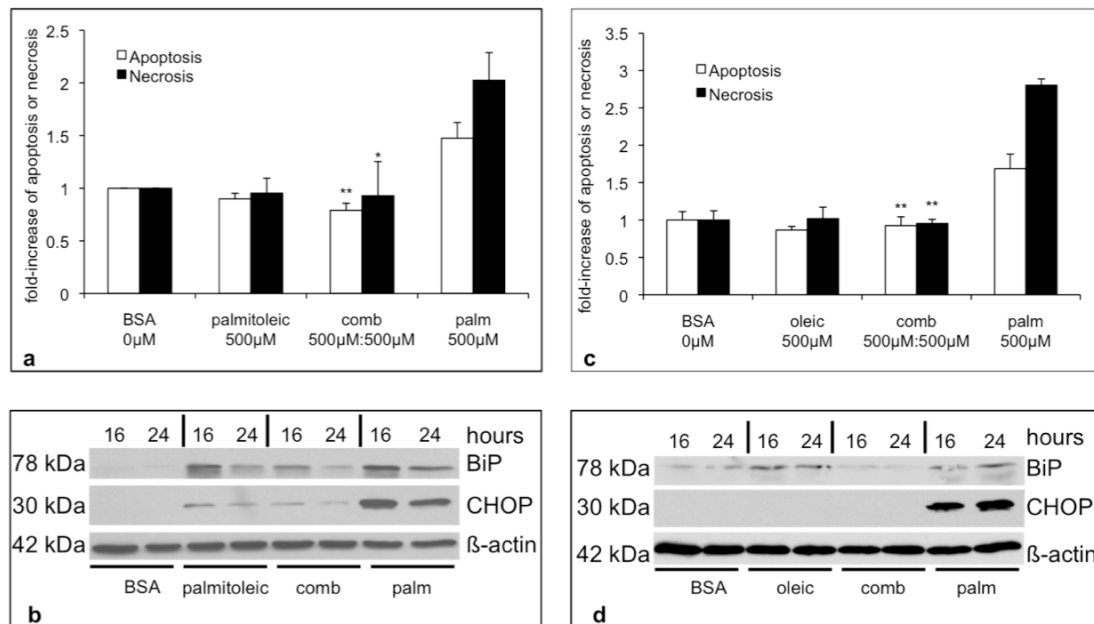 fold-increase of apoptosis or necrosis
2.5
2
1.5
1
0.5
0
Apoptosis
Necrosis
**
*
BSA palmitoleic comb palm
0µM 500µM 500µM:500µM 500µM
a
fold-increase of apoptosis or necrosis
3.5
3
2.5
2
1.5
1
0.5
0
Apoptosis
Necrosis
**
**
BSA oleic comb palm
0µM 500µM 500µM:500µM 500µM
c
16 24 16 24 16 24 16 24 hours
78 kDa BiP
30 kDa CHOP
42 kDa ß-actin
BSA palmitoleic comb palm
b
16 24 16 24 16 24 16 24 hours
78 kDa BiP
30 kDa CHOP
42 kDa ß-actin
BSA oleic comb palm
d